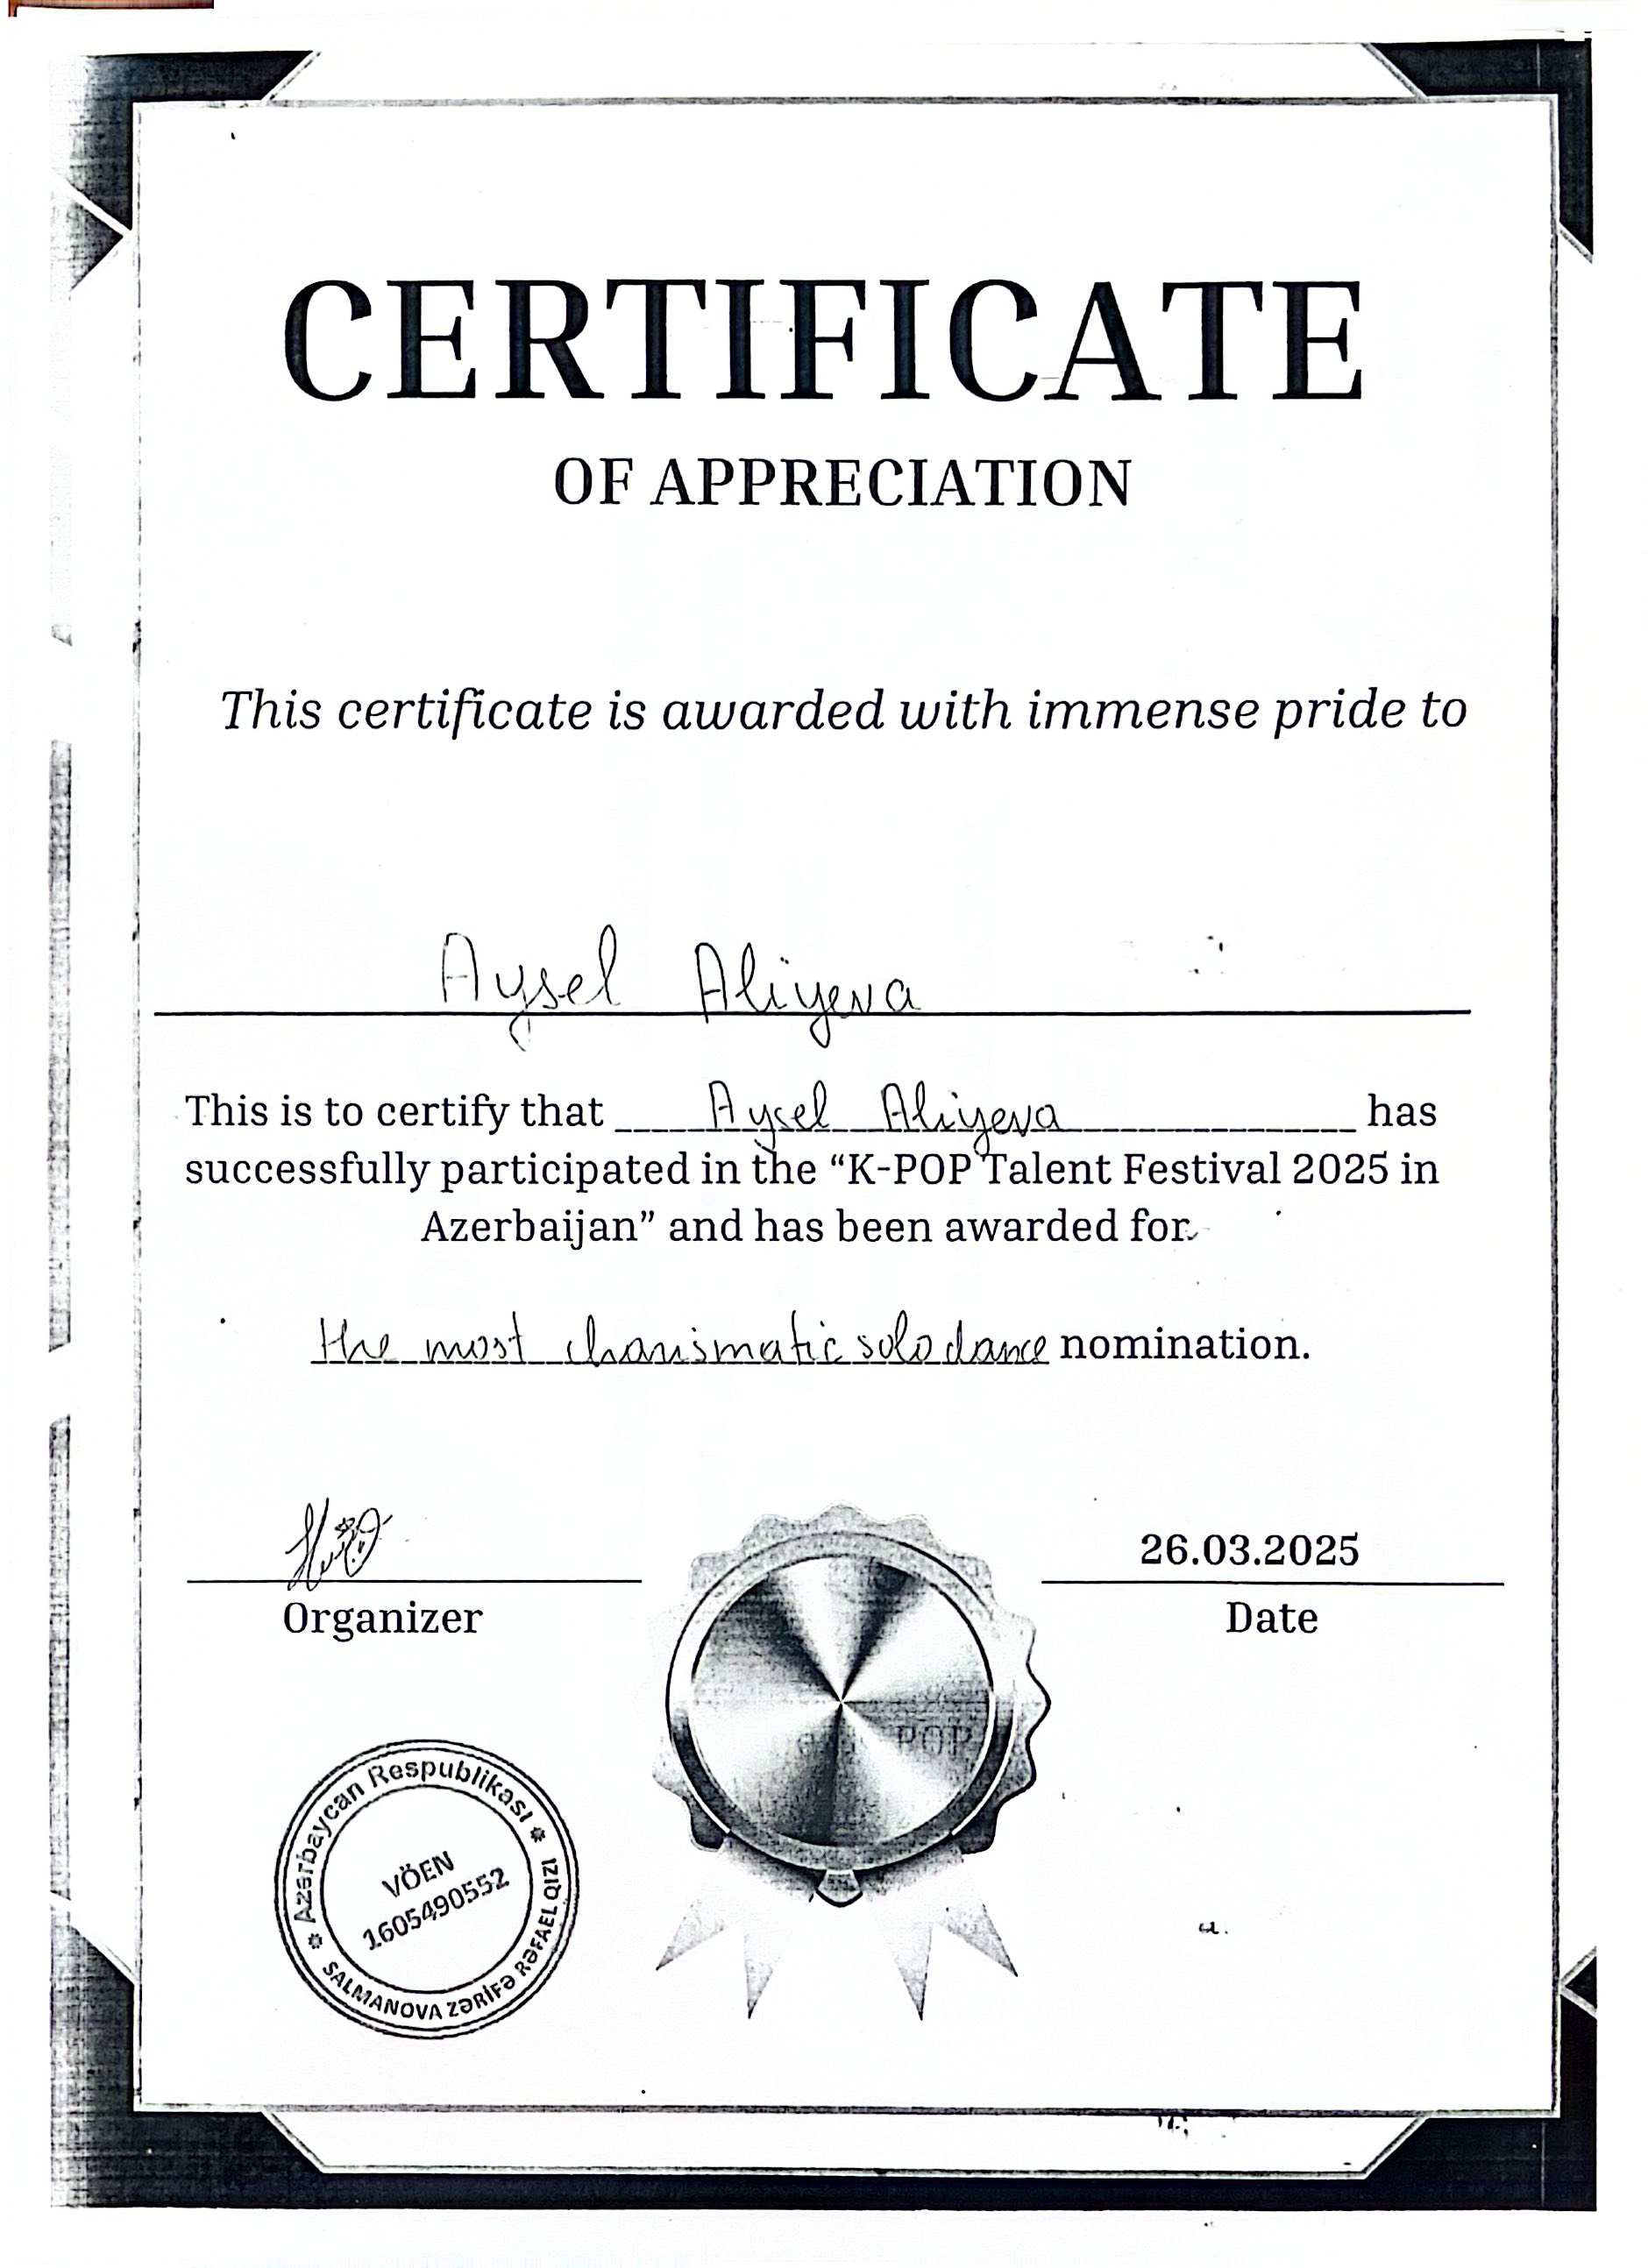 CERTIFICATE
OF APPRECIATION
This certificate is awarded with immense pride to
Aysel Aliyeva
This is to certify that Aysel Aliyeva has
successfully participated in the “K-POP Talent Festival 2025 in
Azerbaijan” and has been awarded for
the most charismatic solo dance nomination.
26.03.2025
Organizer
Date
POP
Azərbaycan Respublikası
VÖEN
1605490552
SALMANOVA ZƏRİFƏ RƏFAEL QIZI